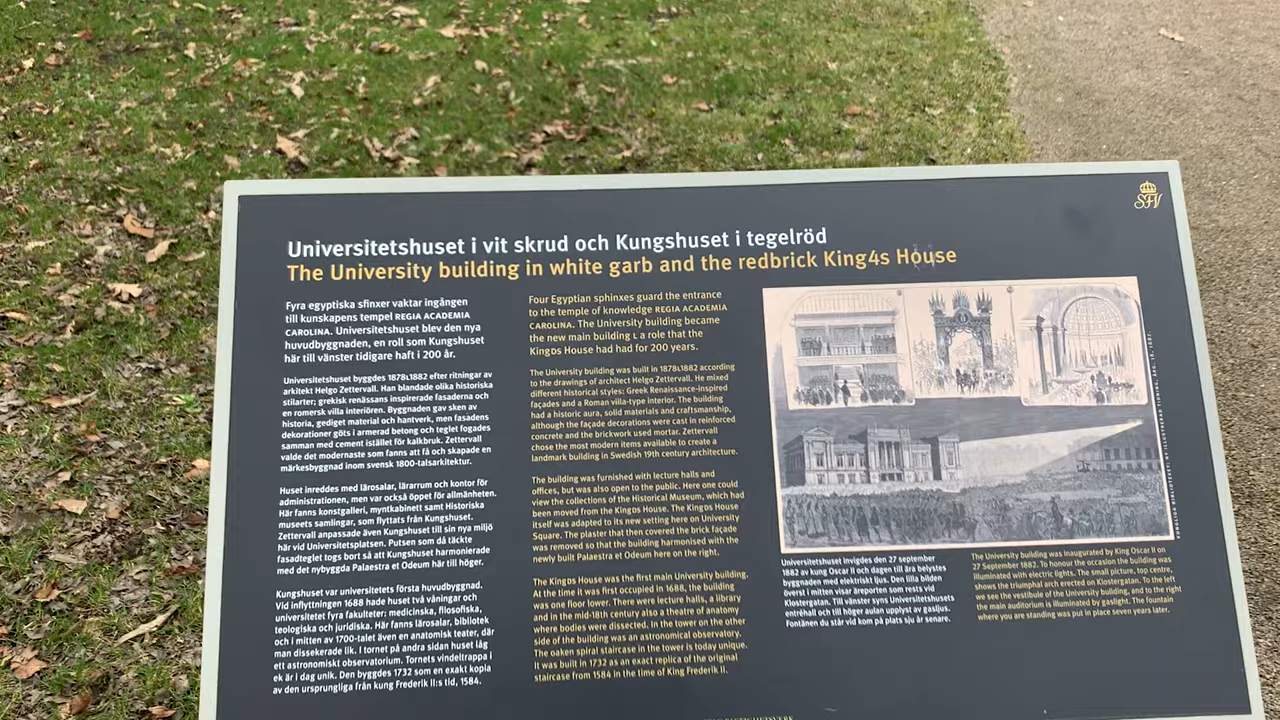 SFV
Universitetshuset i vit skrud och Kungshuset i tegelröd
The University building in white garb and the redbrick King4s House
Fyra egyptiska sfinxer vaktar ingången
till kunskapens tempel REGIA ACADEMIA
CAROLINA. Universitetshuset blev den nya
huvudbyggnaden, en roll som Kungshuset
här till vänster tidigare haft i 200 år.
Universitetshuset byggdes 1878ʟ1882 efter ritningar av
arkitekt Helgo Zettervall. Han blandade olika historiska
stilarter; grekisk renässans inspirerade fasaderna och
en romersk villa interiören. Byggnaden gav sken av
historia, gediget material och hantverk, men fasadens
dekorationer göts i armerad betong och teglet fogades
samman med cement istället för kalkbruk. Zettervall
valde det modernaste som fanns att få och skapade en
märkesbyggnad inom svensk 1800-talsarkitektur.
Huset inreddes med lärosalar, lärarrum och kontor för
administrationen, men var också öppet för allmänheten.
Här fanns konstgalleri, myntkabinett samt Historiska
museets samlingar, som flyttats från Kungshuset.
Zettervall anpassade även Kungshuset till sin nya miljö
här vid Universitetsplatsen. Putsen som då täckte
fasadteglet togs bort så att Kungshuset harmonierade
med det nybyggda Palaestra et Odeum här till höger.
Kungshuset var universitetets första huvudbyggnad.
Vid inflyttningen 1688 hade huset två våningar och
universitetet fyra fakulteter: medicinska, filosofiska,
teologiska och juridiska. Här fanns lärosalar, bibliotek
och i mitten av 1700-talet även en anatomisk teater, där
man dissekerade lik. I tornet på andra sidan huset låg
ett astronomiskt observatorium. Tornets vindeltrappa i
ek är i dag unik. Den byggdes 1732 som en exakt kopia
av den ursprungliga från kung Frederik II:s tid, 1584.
Four Egyptian sphinxes guard the entrance
to the temple of knowledge REGIA ACADEMIA
CAROLINA. The University building became
the new main building ʟ a role that the
Kingρs House had had for 200 years.
The University building was built in 1878ʟ1882 according
to the drawings of architect Helgo Zettervall. He mixed
different historical styles: Greek Renaissance-inspired
façades and a Roman villa-type interior. The building
had a historic aura, solid materials and craftsmanship,
although the façade decorations were cast in reinforced
concrete and the brickwork used mortar. Zettervall
chose the most modern items available to create a
landmark building in Swedish 19th century architecture.
The building was furnished with lecture halls and
offices, but was also open to the public. Here one could
view the collections of the Historical Museum, which had
been moved from the Kingρs House. The Kingρs House
itself was adapted to its new setting here on University
Square. The plaster that then covered the brick façade
was removed so that the building harmonised with the
newly built Palaestra et Odeum here on the right.
The Kingρs House was the first main University building.
At the time it was first occupied in 1688, the building
was one floor lower. There were lecture halls, a library
and in the mid-18th century also a theatre of anatomy
where bodies were dissected. In the tower on the other
side of the building was an astronomical observatory.
The oaken spiral staircase in the tower is today unique.
It was built in 1732 as an exact replica of the original
staircase from 1584 in the time of King Frederik II.
Universitetshuset invigdes den 27 september
1882 av kung Oscar II och dagen till ära belystes
byggnaden med elektriskt ljus. Den lilla bilden
överst i mitten visar äreporten som rests vid
Klostergatan. Till vänster syns Universitetshusets
entréhall och till höger aulan upplyst av gasljus.
Fontänen du står vid kom på plats sju år senare.
The University building was inaugurated by King Oscar II on
27 September 1882. To honour the occasion the building was
illuminated with electric lights. The small picture, top centre,
shows the triumphal arch erected on Klostergatan. To the left
we see the vestibule of the University building, and to the right
the main auditorium is illuminated by gaslight. The fountain
where you are standing was put in place seven years later.